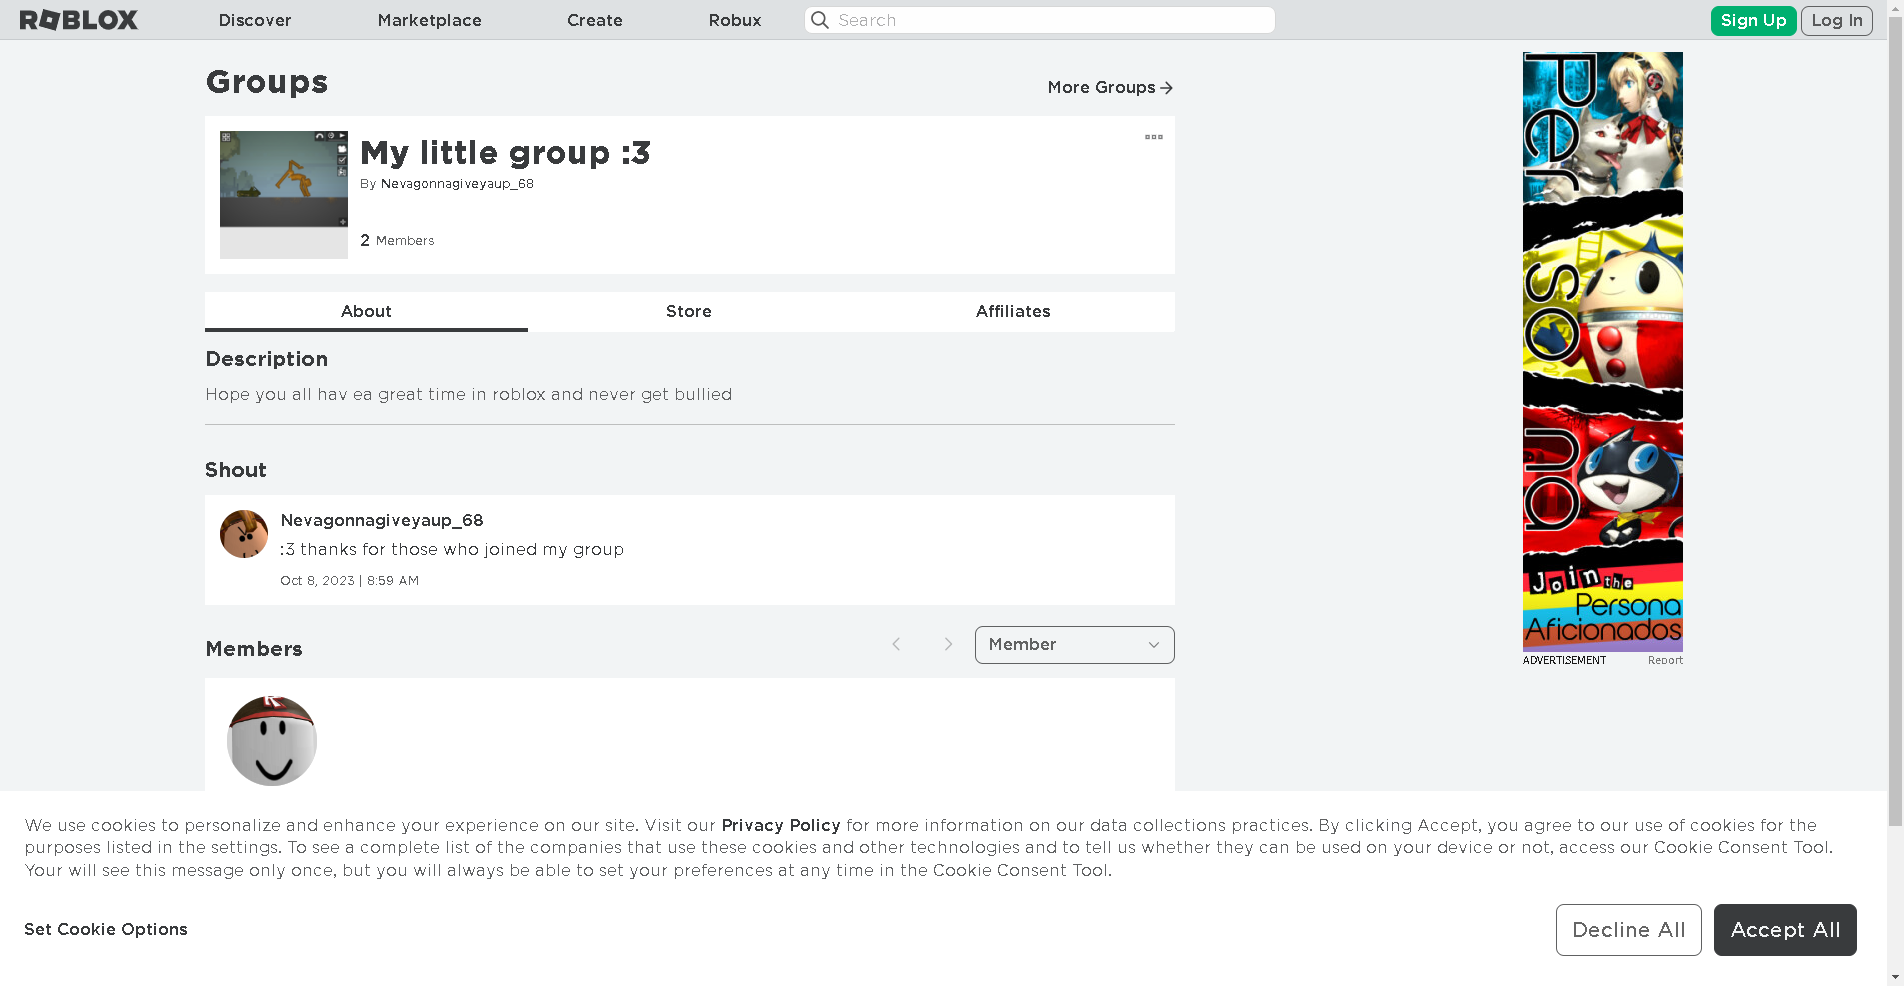 ROBLOX
Discover
Marketplace
Create
Robux
Search
Sign Up
Log In
Groups
More Groups
My little group :3
By Nevagonnagiveyaup_68
2 Members
About
Store
Affiliates
Description
Hope you all hav ea great time in roblox and never get bullied
Shout
Nevagonnagiveyaup_68
:3 thanks for those who joined my group
Oct 8, 2023 | 8:59 AM
Members
Member
Persona
Join the
Persona
Aficionados
ADVERTISEMENT
Report
We use cookies to personalize and enhance your experience on our site. Visit our Privacy Policy for more information on our data collections practices. By clicking Accept, you agree to our use of cookies for the
purposes listed in the settings. To see a complete list of the companies that use these cookies and other technologies and to tell us whether they can be used on your device or not, access our Cookie Consent Tool.
Your will see this message only once, but you will always be able to set your preferences at any time in the Cookie Consent Tool.
Set Cookie Options
Decline All
Accept All